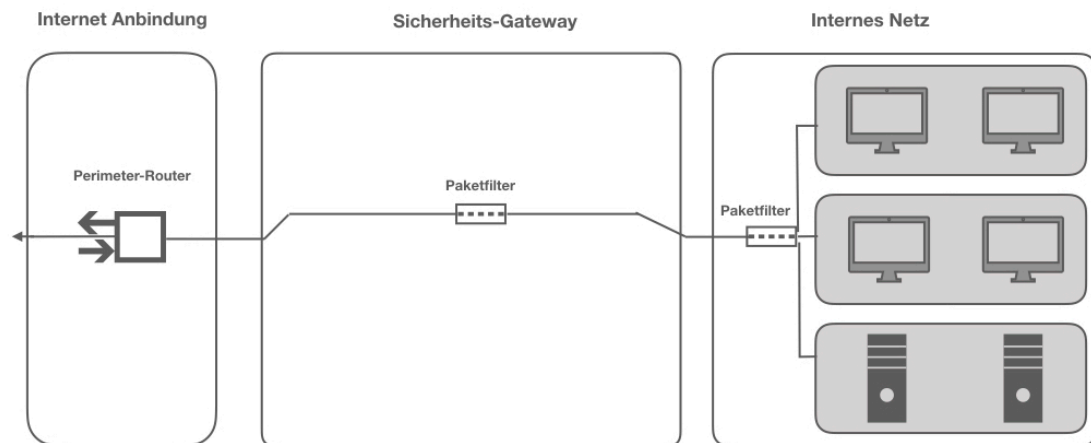 Internet Anbindung
Sicherheits-Gateway
Internes Netz
Perimeter-Router
Paketfilter
Paketfilter